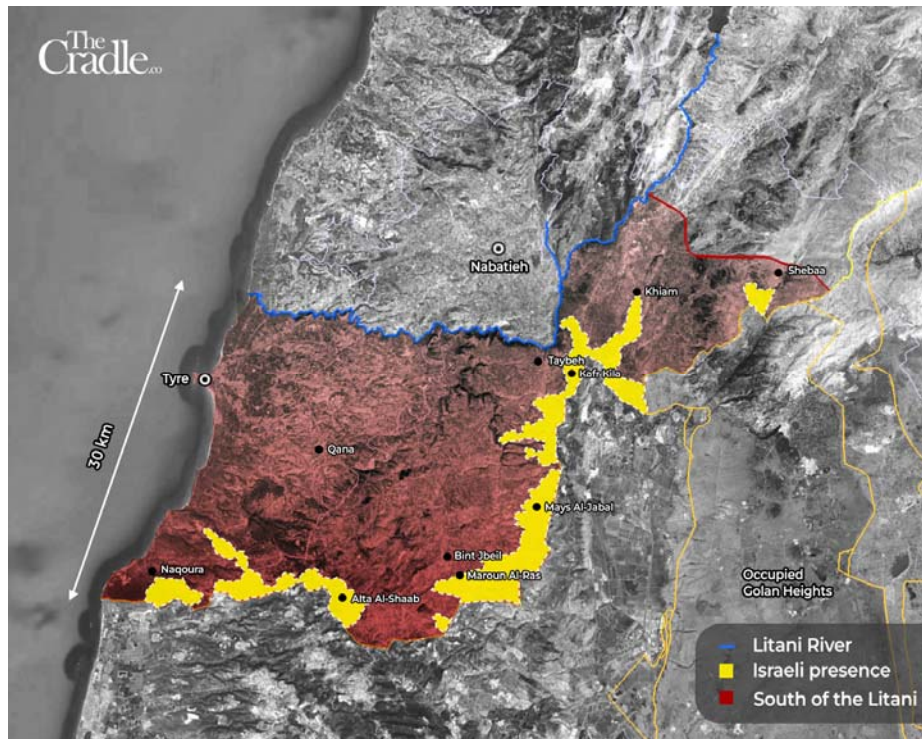 The
Cradle.co
Nabatieh
Shebaa
Khiam
Taybeh
Kafr Kila
Tyre
30 km
Qana
Mays Al-Jabal
Bint Jbeil
Naqoura
Maroun Al-Ras
Alta Al-Shaab
Occupied
Golan Heights
Litani River
Israeli presence
South of the Litani